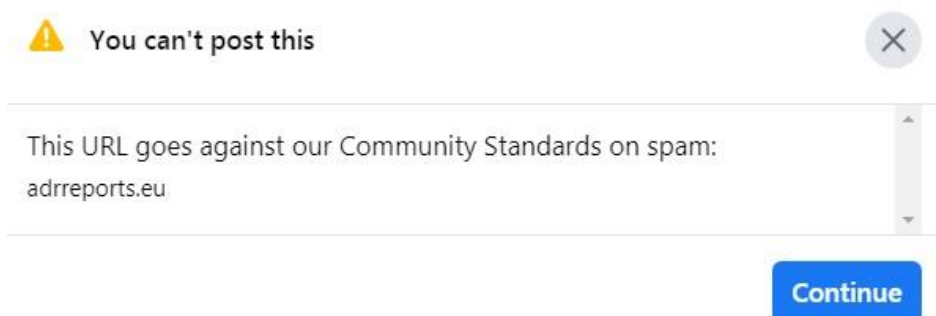 You can't post this
This URL goes against our Community Standards on spam:
adrreports.eu
Continue